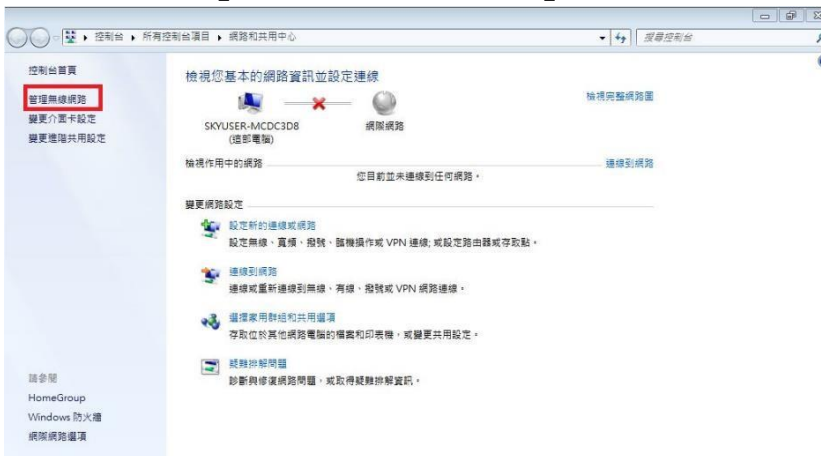 控制台 ▸ 所有控制台項目 ▸ 網路和共用中心
搜尋控制台
控制台首頁
管理無線網路
變更介面卡設定
變更進階共用設定
檢視您基本的網路資訊並設定連線
檢視完整網路圖
SKYUSER-MCDC3D8
(這部電腦)
網際網路
檢視作用中的網路
連線到網路
您目前並未連線到任何網路。
變更網路設定
設定新的連線或網路
設定無線、寬頻、撥號、臨機操作或 VPN 連線; 或設定路由器或存取點。
連線到網路
連線或重新連線到無線、有線、撥號或 VPN 網路連線。
選擇家用群組和共用選項
存取位於其他網路電腦的檔案和印表機，或變更共用設定。
疑難排解問題
診斷與修復網路問題，或取得疑難排解資訊。
請參閱
HomeGroup
Windows 防火牆
網際網路選項